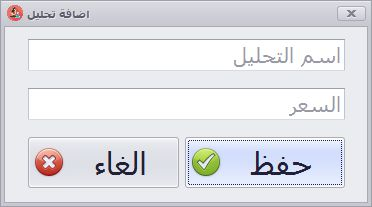 اضافة تحليل
اسم التحليل
السعر
حفظ
الغاء